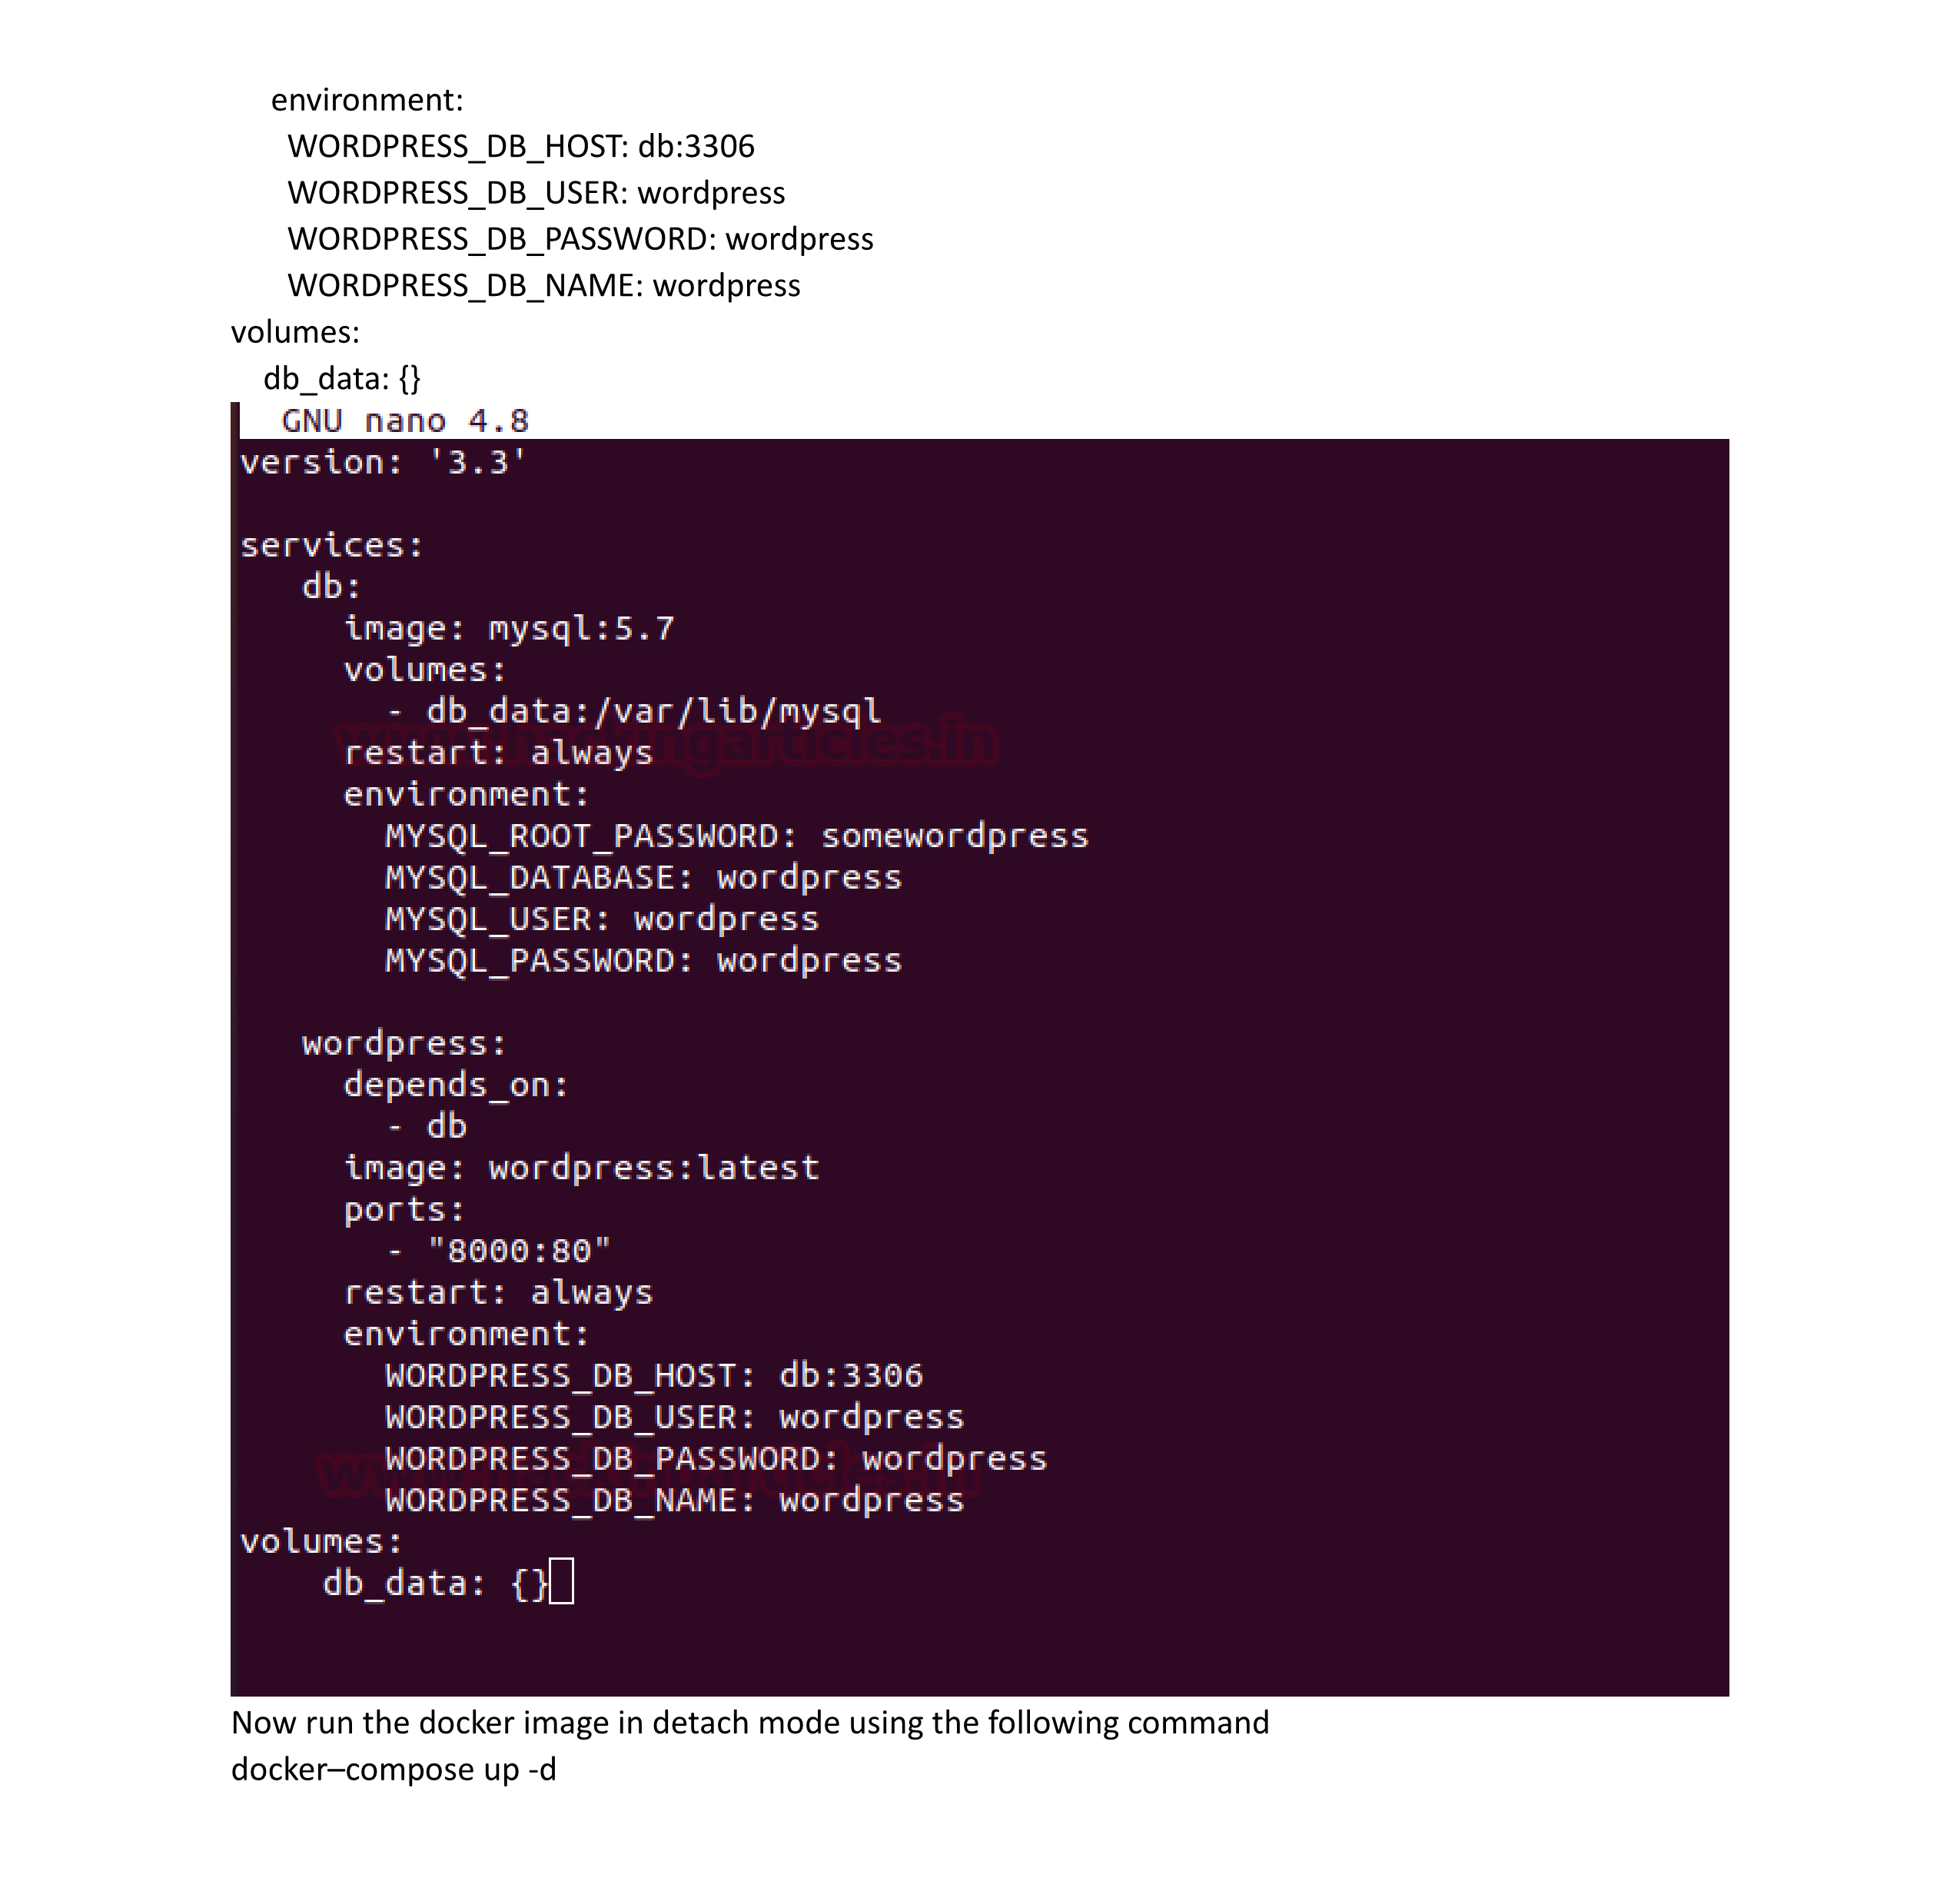 environment:
WORDPRESS_DB_HOST: db:3306
WORDPRESS_DB_USER: wordpress
WORDPRESS_DB_PASSWORD: wordpress
WORDPRESS_DB_NAME: wordpress
volumes:
db_data: {}
GNU nano 4.8
version: '3.3'
services:
db:
image: mysql:5.7
volumes:
- db_data:/var/lib/mysql
www.hackingarticles.in
restart: always
environment:
MYSQL_ROOT_PASSWORD: somewordpress
MYSQL_DATABASE: wordpress
MYSQL_USER: wordpress
MYSQL_PASSWORD: wordpress
wordpress:
depends_on:
- db
image: wordpress:latest
ports:
- "8000:80"
restart: always
environment:
WORDPRESS_DB_HOST: db:3306
WORDPRESS_DB_USER: wordpress
WORDPRESS_DB_PASSWORD: wordpress
WORDPRESS_DB_NAME: wordpress
volumes:
db_data: {}
Now run the docker image in detach mode using the following command
docker–compose up -d